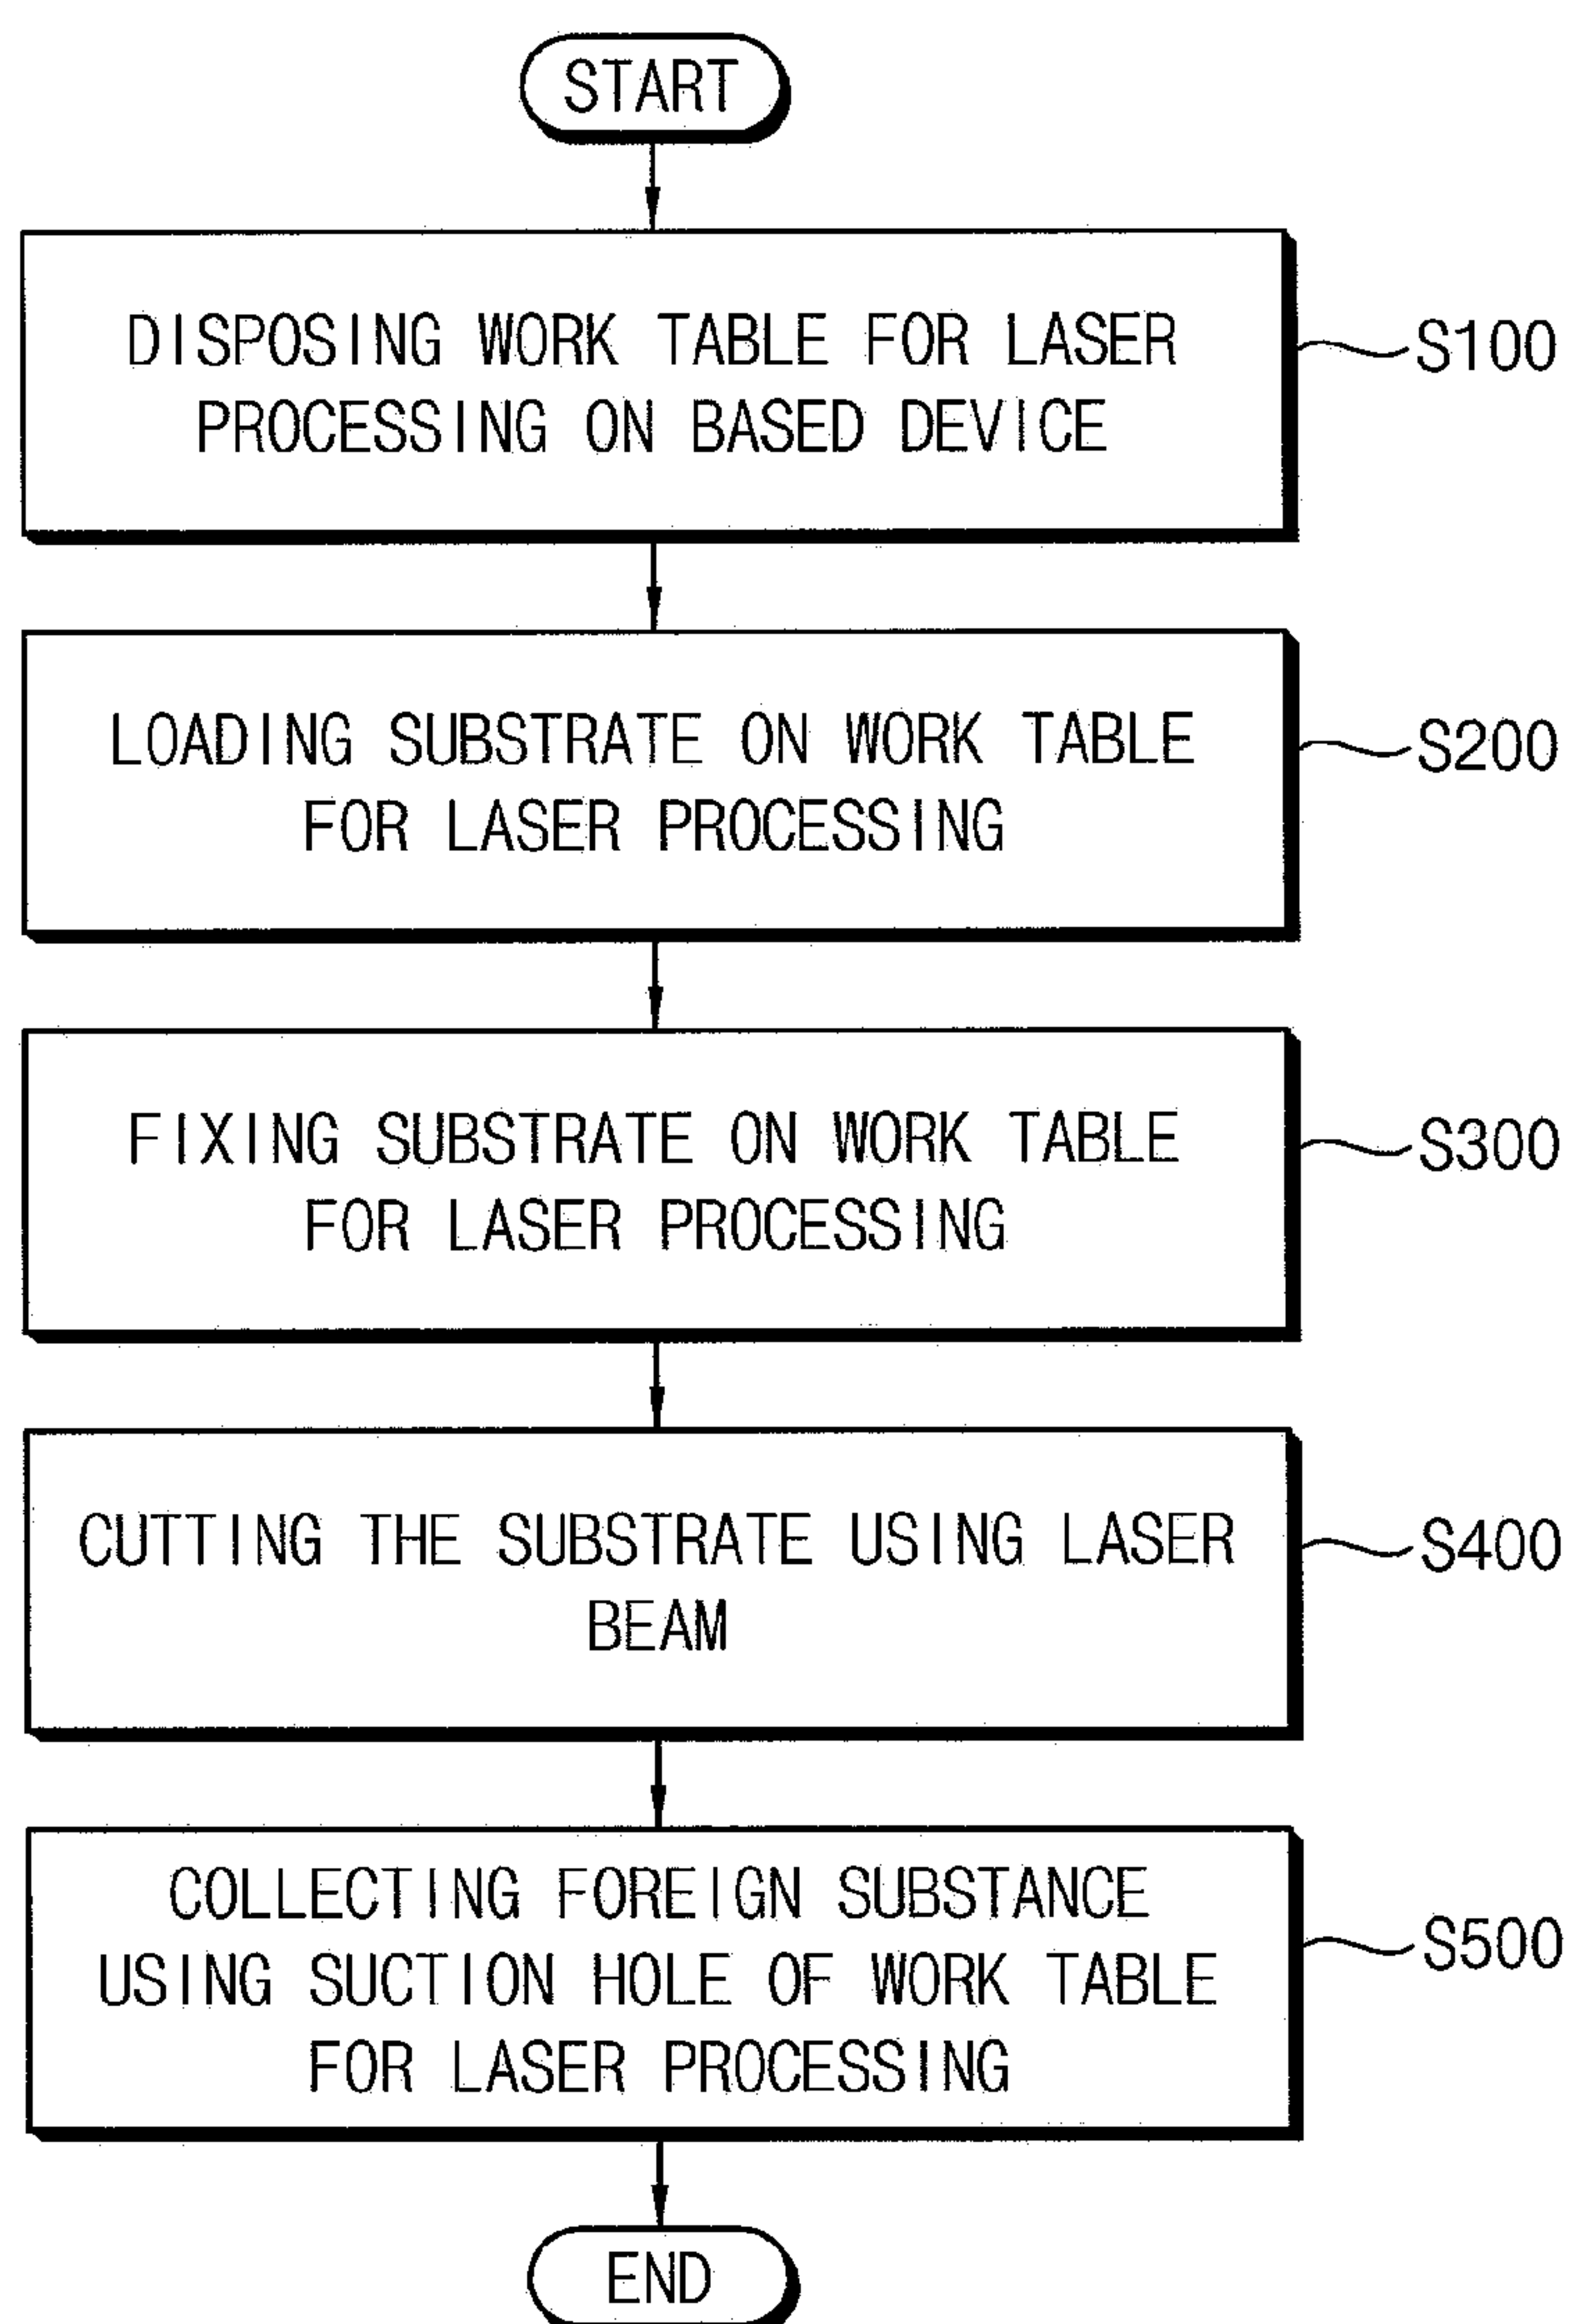 START
DISPOSING WORK TABLE FOR LASER
PROCESSING ON BASED DEVICE
S100
LOADING SUBSTRATE ON WORK TABLE
FOR LASER PROCESSING
S200
FIXING SUBSTRATE ON WORK TABLE
FOR LASER PROCESSING
S300
CUTTING THE SUBSTRATE USING LASER
BEAM
S400
COLLECTING FOREIGN SUBSTANCE
USING SUCTION HOLE OF WORK TABLE
FOR LASER PROCESSING
S500
END